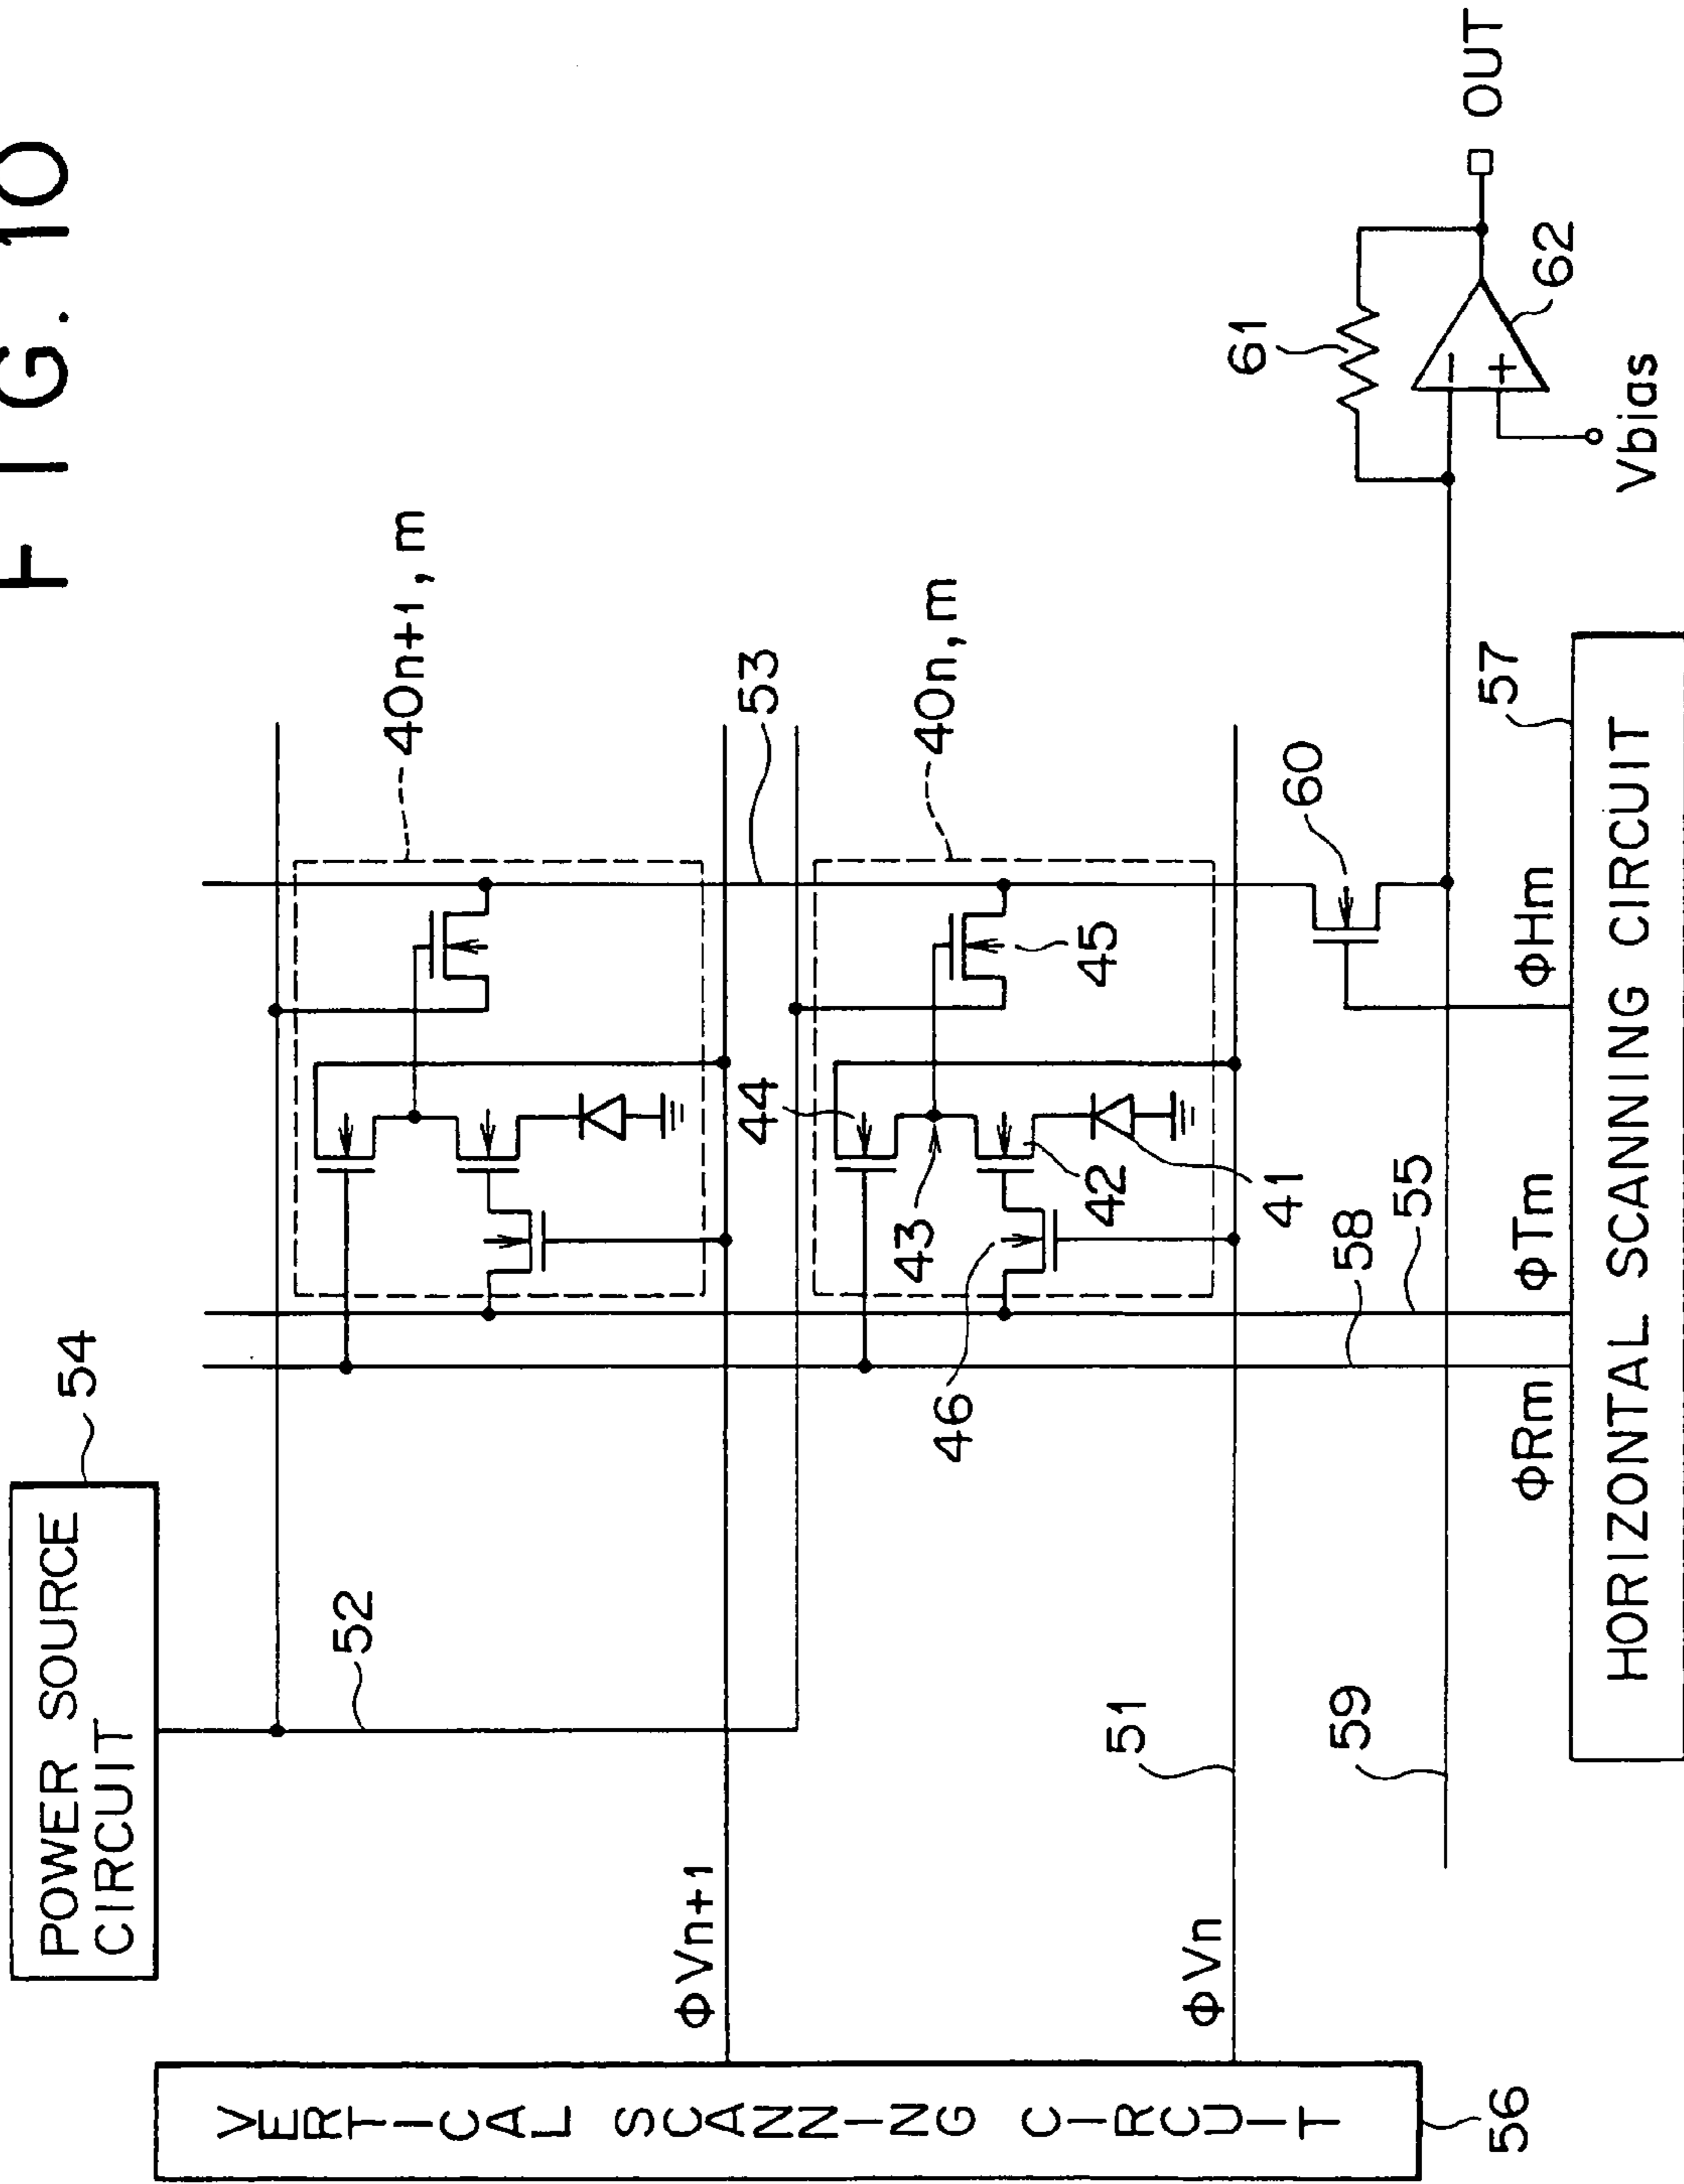 FIG. 10
POWER SOURCE
CIRCUIT
54
52
40n+1, m
53
44
40n, m
43
45
42
46
41
58
55
60
51
59
57
61
62
OUT
Vbias
ΦVn+1
ΦVn
ΦRm
ΦTm
ΦHm
VERTICAL SCANNING CIRCUIT
56
HORIZONTAL SCANNING CIRCUIT